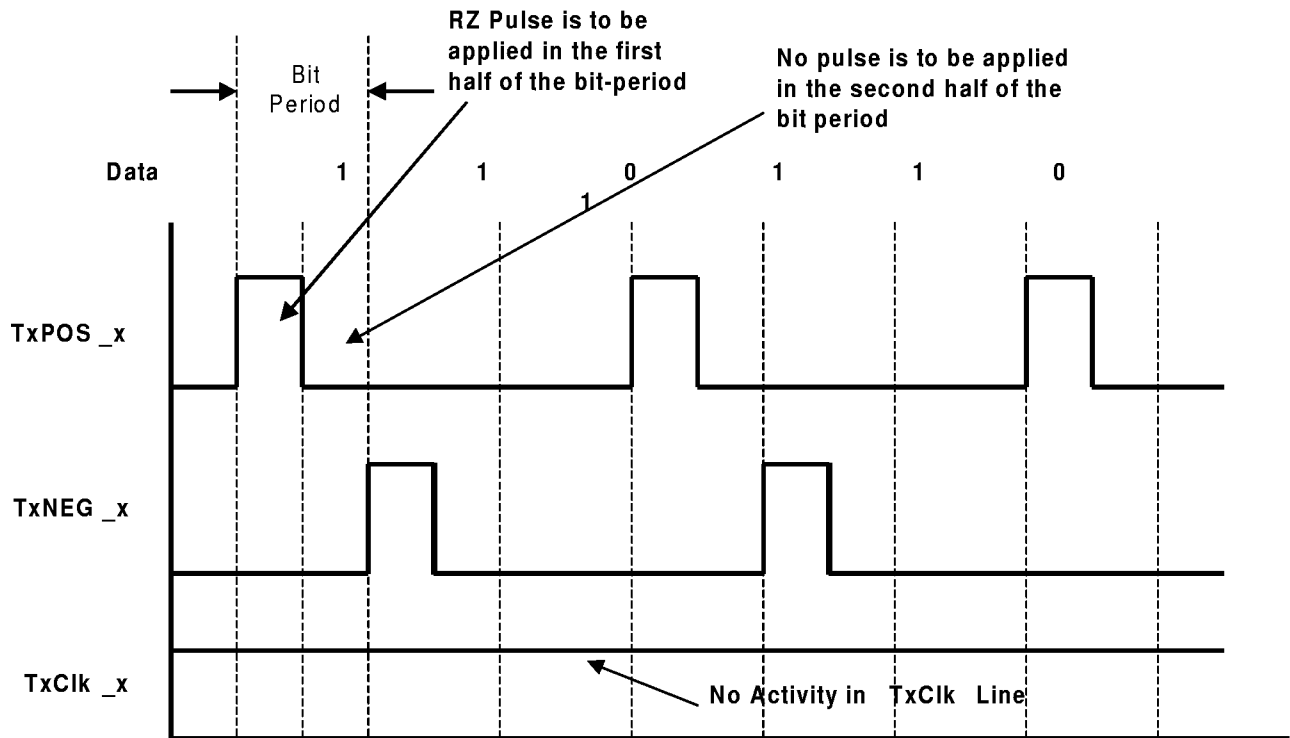 RZ Pulse is to be
applied in the first
half of the bit-period
No pulse is to be applied
in the second half of the
bit period
Bit
Period
Data 1 1 0 1 1 0
1
TxPOS _x
TxNEG _x
TxClk _x
No Activity in TxClk Line